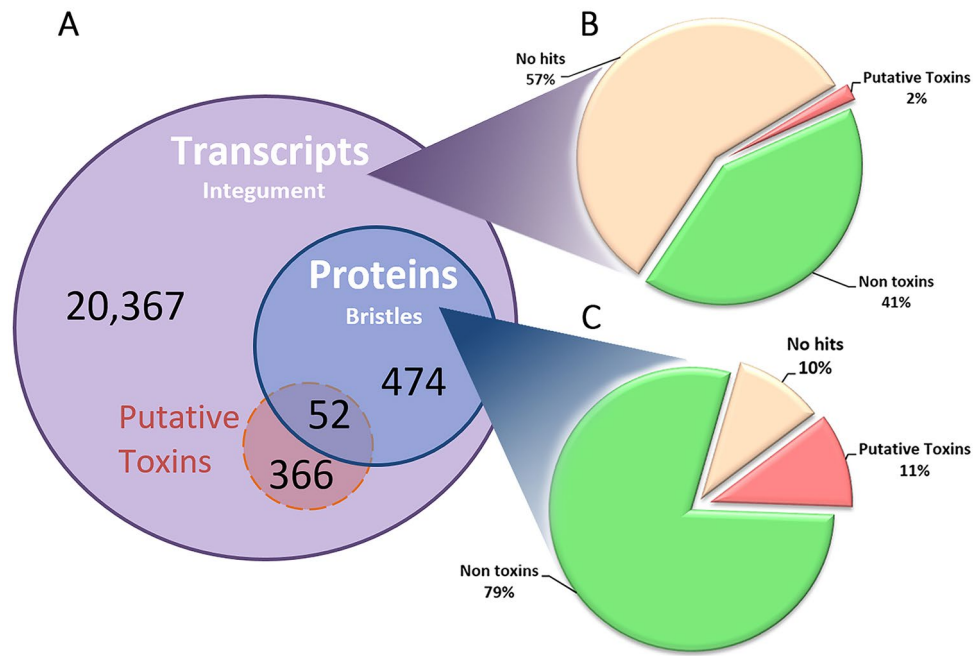 A
Transcripts
Integument
20,367
Proteins
Bristles
474
52
366
Putative
Toxins
B
No hits
57%
Putative Toxins
2%
Non toxins
41%
C
No hits
10%
Putative Toxins
11%
Non toxins
79%